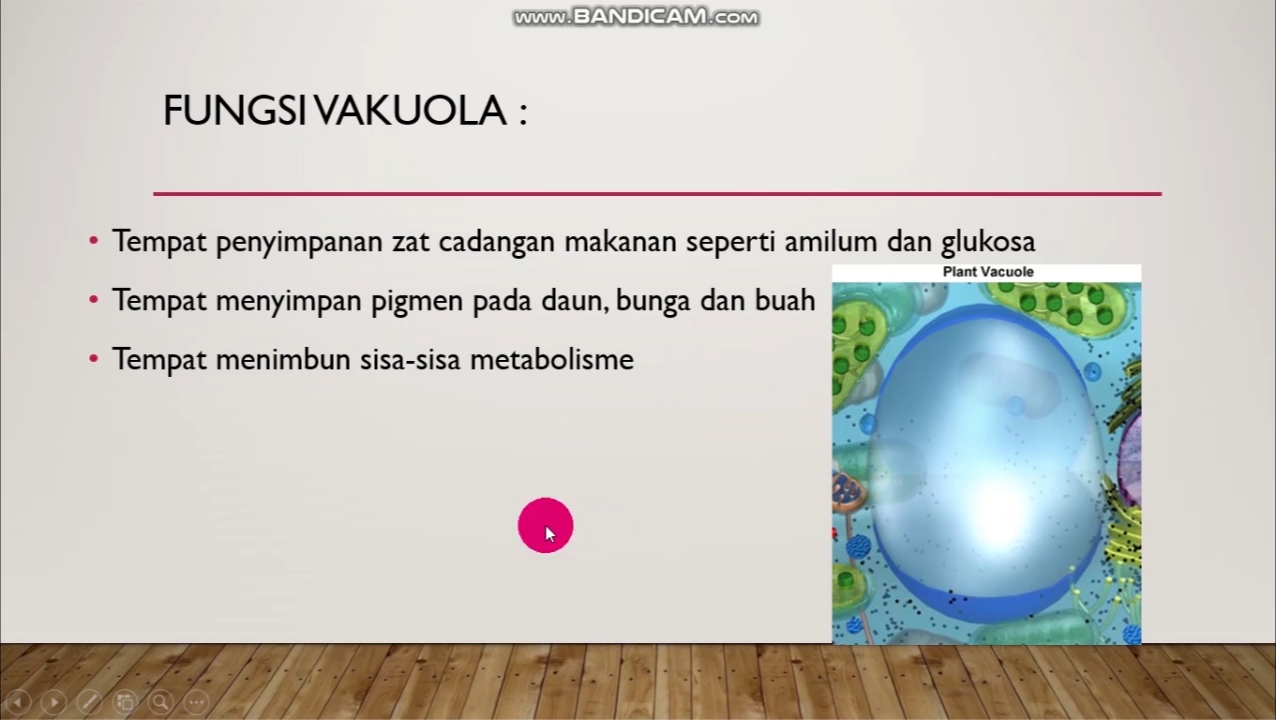 www.BANDICAM.com
FUNGSI VAKUOLA :
• Tempat penyimpanan zat cadangan makanan seperti amilum dan glukosa
• Tempat menyimpan pigmen pada daun, bunga dan buah
• Tempat menimbun sisa-sisa metabolisme
Plant Vacuole